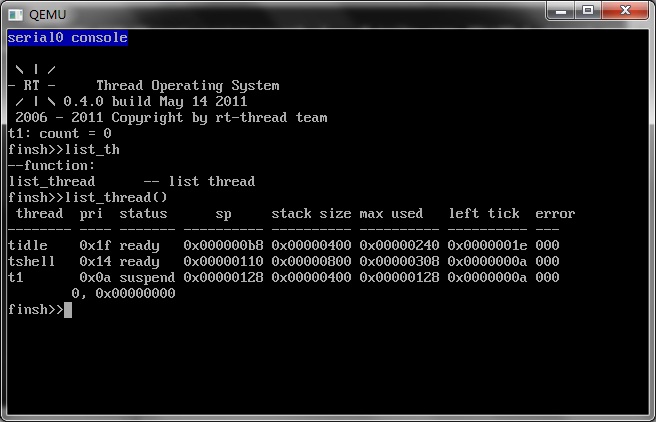 QEMU
serial0 console
 \ | /
- RT -     Thread Operating System
 / | \ 0.4.0 build May 14 2011
 2006 - 2011 Copyright by rt-thread team
t1: count = 0
finsh>>list_th
--function:
list_thread      -- list thread
finsh>>list_thread()
 thread  pri  status      sp     stack size max used   left tick  error
-------- ---- ------- ---------- ---------- ---------- ---------- ---
tidle    0x1f ready   0x000000b8 0x00000400 0x00000240 0x0000001e 000
tshell   0x14 ready   0x00000110 0x00000800 0x00000308 0x0000000a 000
t1       0x0a suspend 0x00000128 0x00000400 0x00000128 0x0000000a 000
        0, 0x00000000
finsh>>